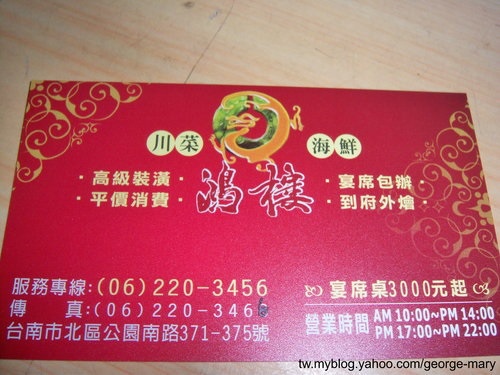 川菜
海鮮
鴻樓
·高級裝潢·
·平價消費·
·宴席包辦
·到府外燴·
服務專線:(06)220-3456
傳 真:(06)220-3466
台南市北區公園南路371-375號
宴席桌3000元起
營業時間 AM 10:00~PM 14:00
PM 17:00~PM 22:00
tw.myblog.yahoo.com/george-mary